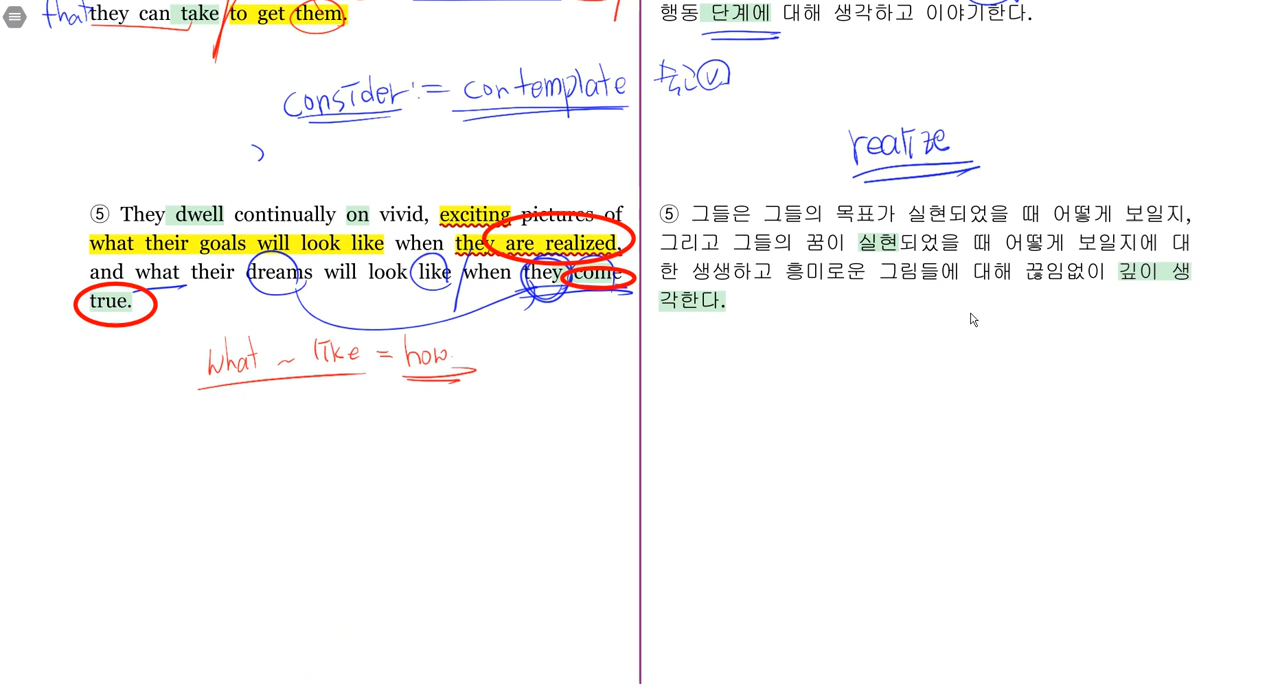 that they can take to get them.
행동 단계에 대해 생각하고 이야기한다.
consider := contemplate
realize
⑤ They dwell continually on vivid, exciting pictures of
what their goals will look like when they are realized,
and what their dreams will look like when they come
true.
what ~ like = how
⑤ 그들은 그들의 목표가 실현되었을 때 어떻게 보일지,
그리고 그들의 꿈이 실현되었을 때 어떻게 보일지에 대
한 생생하고 흥미로운 그림들에 대해 끊임없이 깊이 생
각한다.